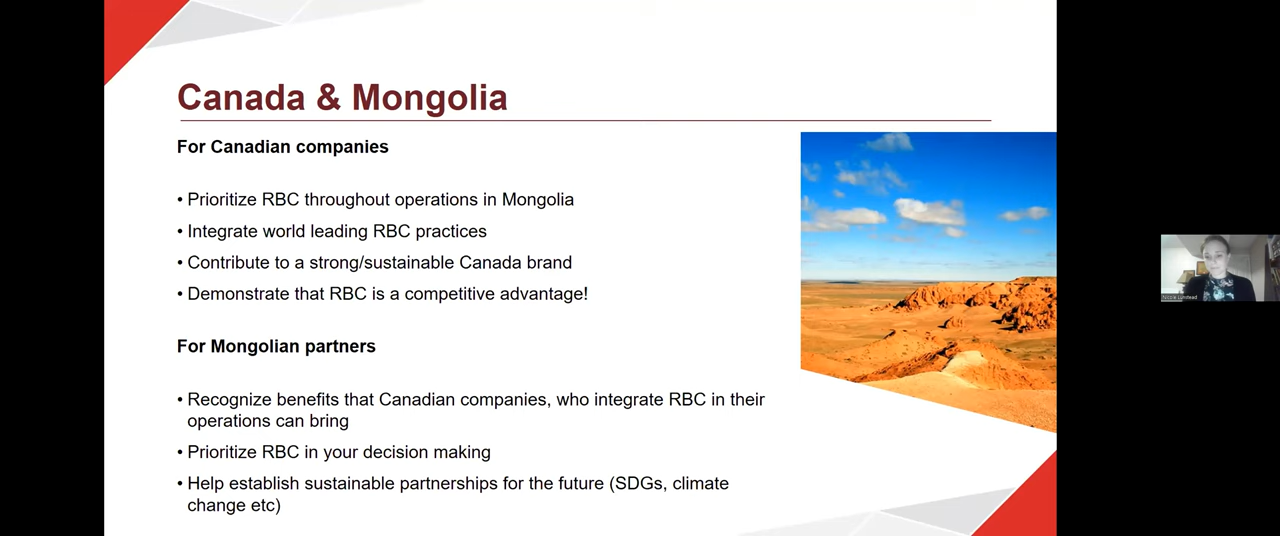 Canada & Mongolia
For Canadian companies
• Prioritize RBC throughout operations in Mongolia
• Integrate world leading RBC practices
• Contribute to a strong/sustainable Canada brand
• Demonstrate that RBC is a competitive advantage!
For Mongolian partners
• Recognize benefits that Canadian companies, who integrate RBC in their
operations can bring
• Prioritize RBC in your decision making
• Help establish sustainable partnerships for the future (SDGs, climate
change etc)
Nicole